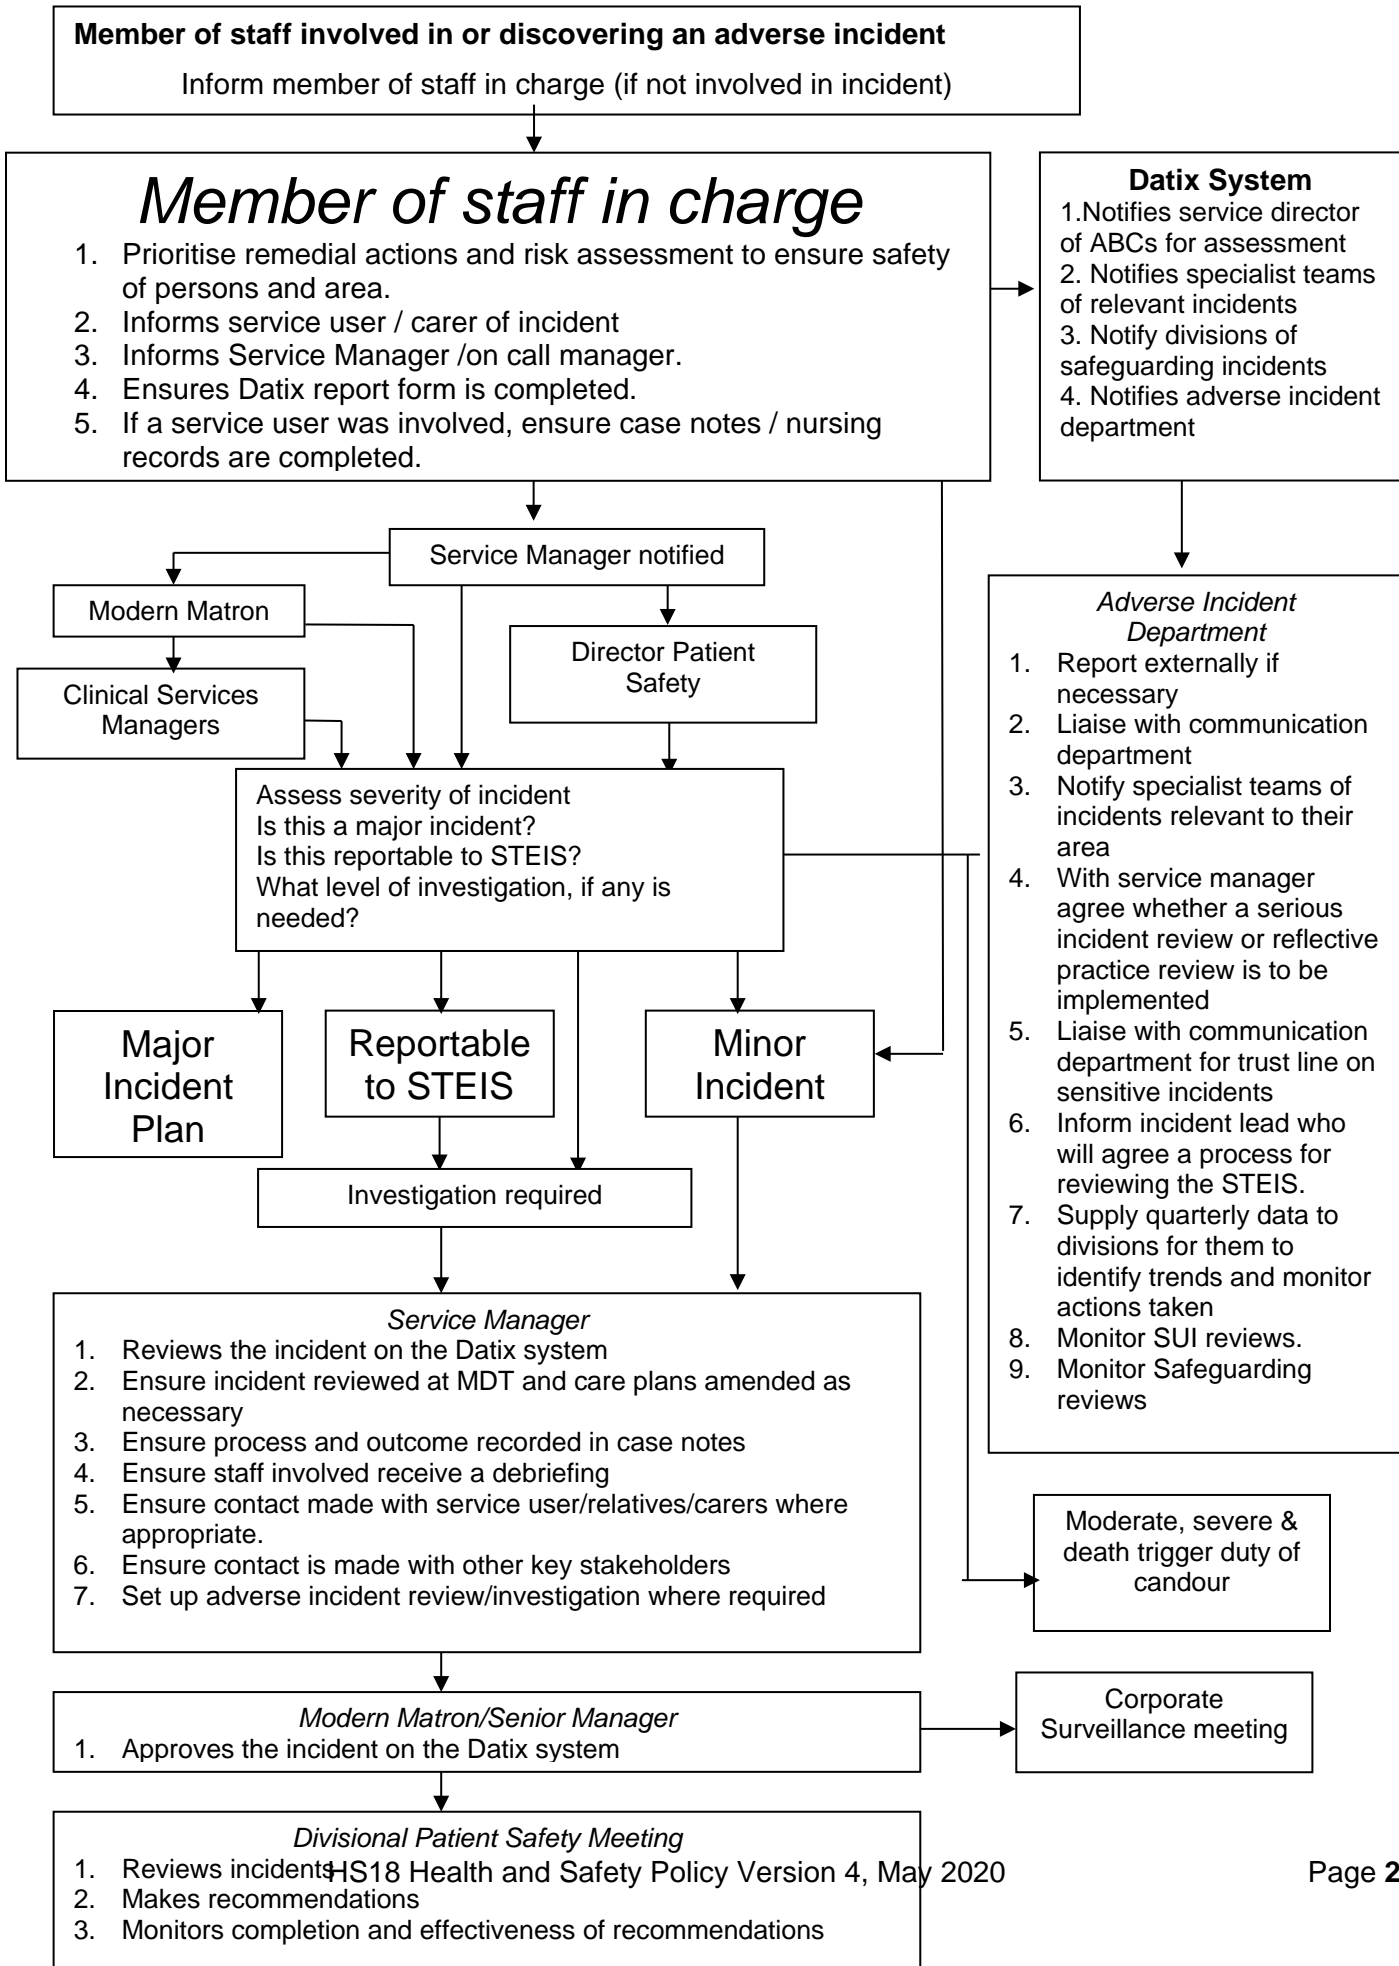 Member of staff involved in or discovering an adverse incident
Inform member of staff in charge (if not involved in incident)
Member of staff in charge
1. Prioritise remedial actions and risk assessment to ensure safety
of persons and area.
2. Informs service user / carer of incident
3. Informs Service Manager /on call manager.
4. Ensures Datix report form is completed.
5. If a service user was involved, ensure case notes / nursing
records are completed.
Datix System
1.Notifies service director
of ABCs for assessment
2. Notifies specialist teams
of relevant incidents
3. Notify divisions of
safeguarding incidents
4. Notifies adverse incident
department
Service Manager notified
Modern Matron
Director Patient
Safety
Clinical Services
Managers
Adverse Incident
Department
1. Report externally if
necessary
2. Liaise with communication
department
3. Notify specialist teams of
incidents relevant to their
area
4. With service manager
agree whether a serious
incident review or reflective
practice review is to be
implemented
5. Liaise with communication
department for trust line on
sensitive incidents
6. Inform incident lead who
will agree a process for
reviewing the STEIS.
7. Supply quarterly data to
divisions for them to
identify trends and monitor
actions taken
8. Monitor SUI reviews.
9. Monitor Safeguarding
reviews
Assess severity of incident
Is this a major incident?
Is this reportable to STEIS?
What level of investigation, if any is
needed?
Major
Incident
Plan
Reportable
to STEIS
Minor
Incident
Investigation required
Service Manager
1. Reviews the incident on the Datix system
2. Ensure incident reviewed at MDT and care plans amended as
necessary
3. Ensure process and outcome recorded in case notes
4. Ensure staff involved receive a debriefing
5. Ensure contact made with service user/relatives/carers where
appropriate.
6. Ensure contact is made with other key stakeholders
7. Set up adverse incident review/investigation where required
Moderate, severe &
death trigger duty of
candour
Modern Matron/Senior Manager
1. Approves the incident on the Datix system
Corporate
Surveillance meeting
Divisional Patient Safety Meeting
1. Reviews incidents
2. Makes recommendations
3. Monitors completion and effectiveness of recommendations
HS18 Health and Safety Policy Version 4, May 2020
Page 2